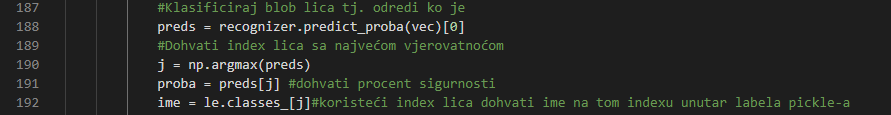 187 #Klasificiraj blob lica tj. odredi ko je
188 preds = recognizer.predict_proba(vec)[0]
189 #Dohvati index lica sa najvećom vjerovatnoćom
190 j = np.argmax(preds)
191 proba = preds[j] #dohvati procent sigurnosti
192 ime = le.classes_[j]#koristeći index lica dohvati ime na tom indexu unutar labela pickle-a